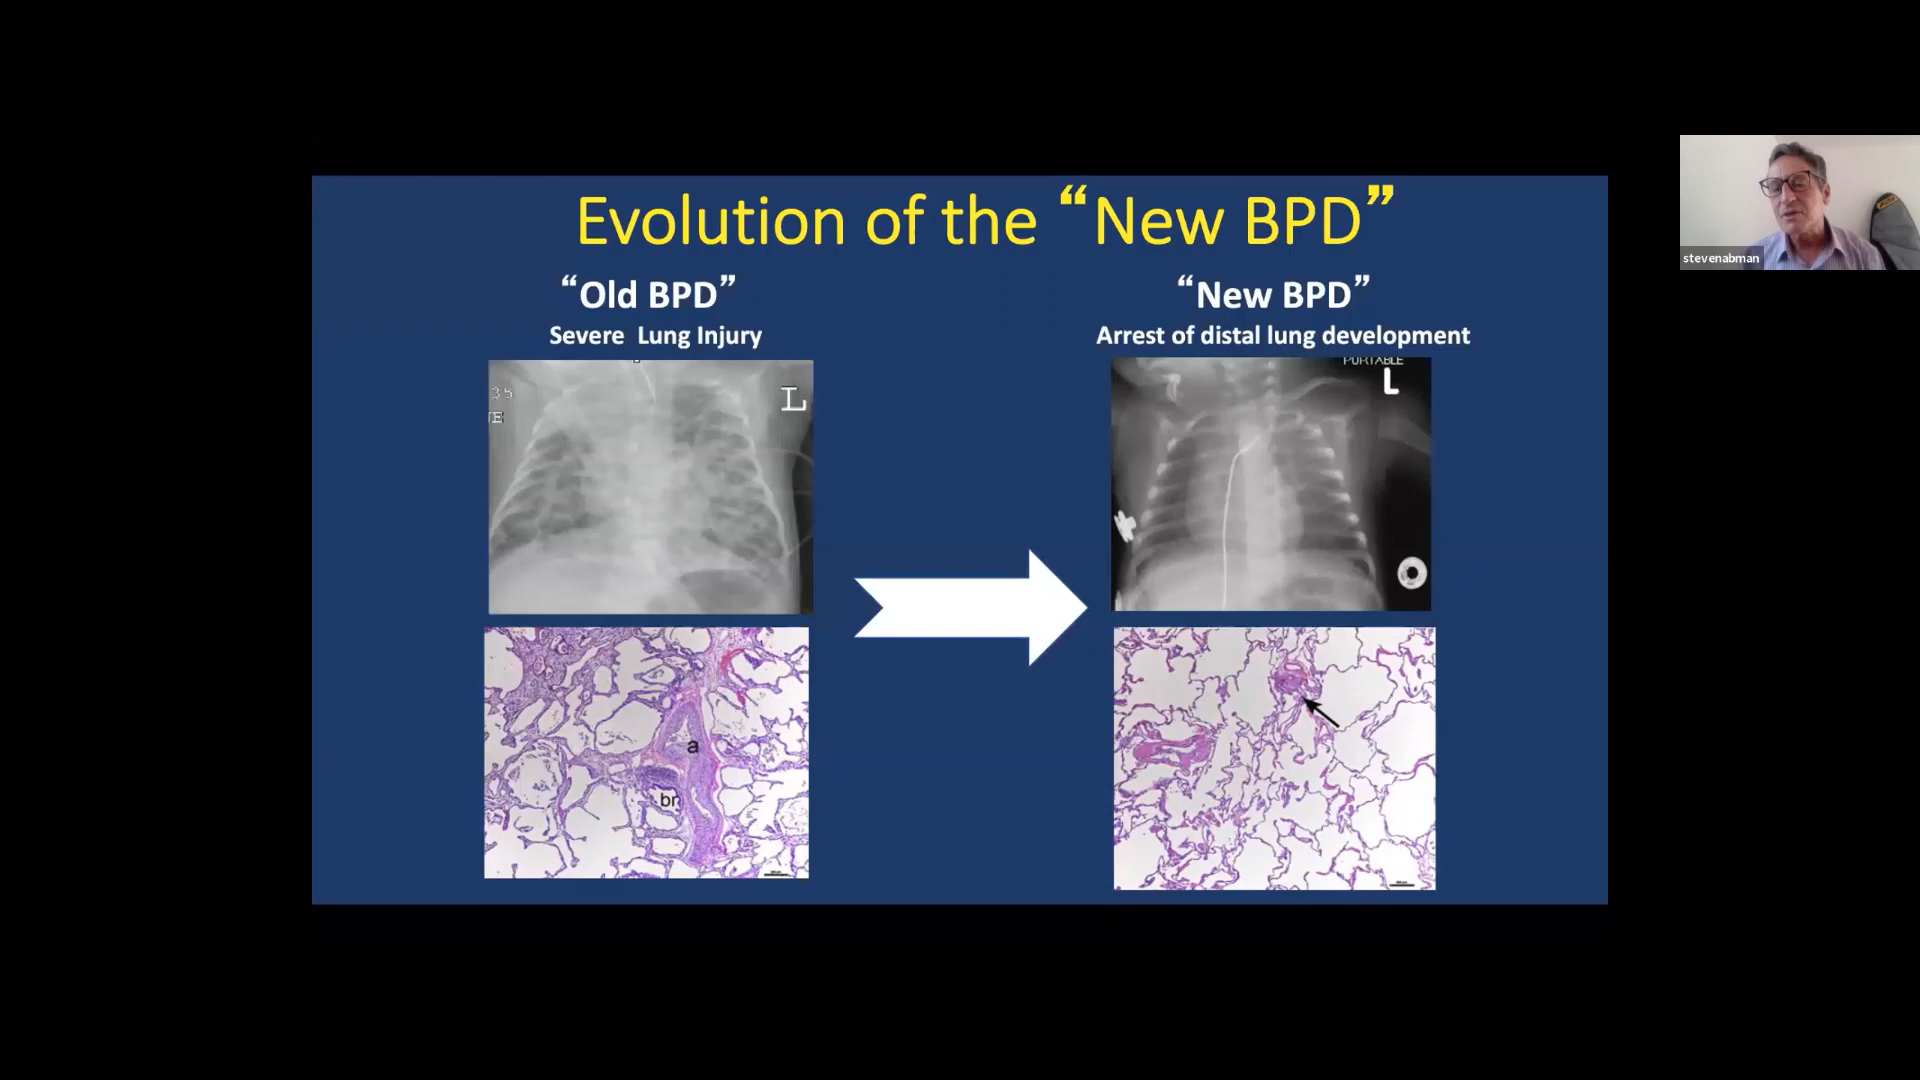 Evolution of the “New BPD”
“Old BPD”
Severe Lung Injury
“New BPD”
Arrest of distal lung development
35
E
L
PORTABLE
L
a
br
stevenabman